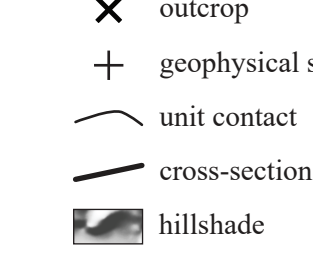 outcrop
geophysical s
unit contact
cross-section
hillshade